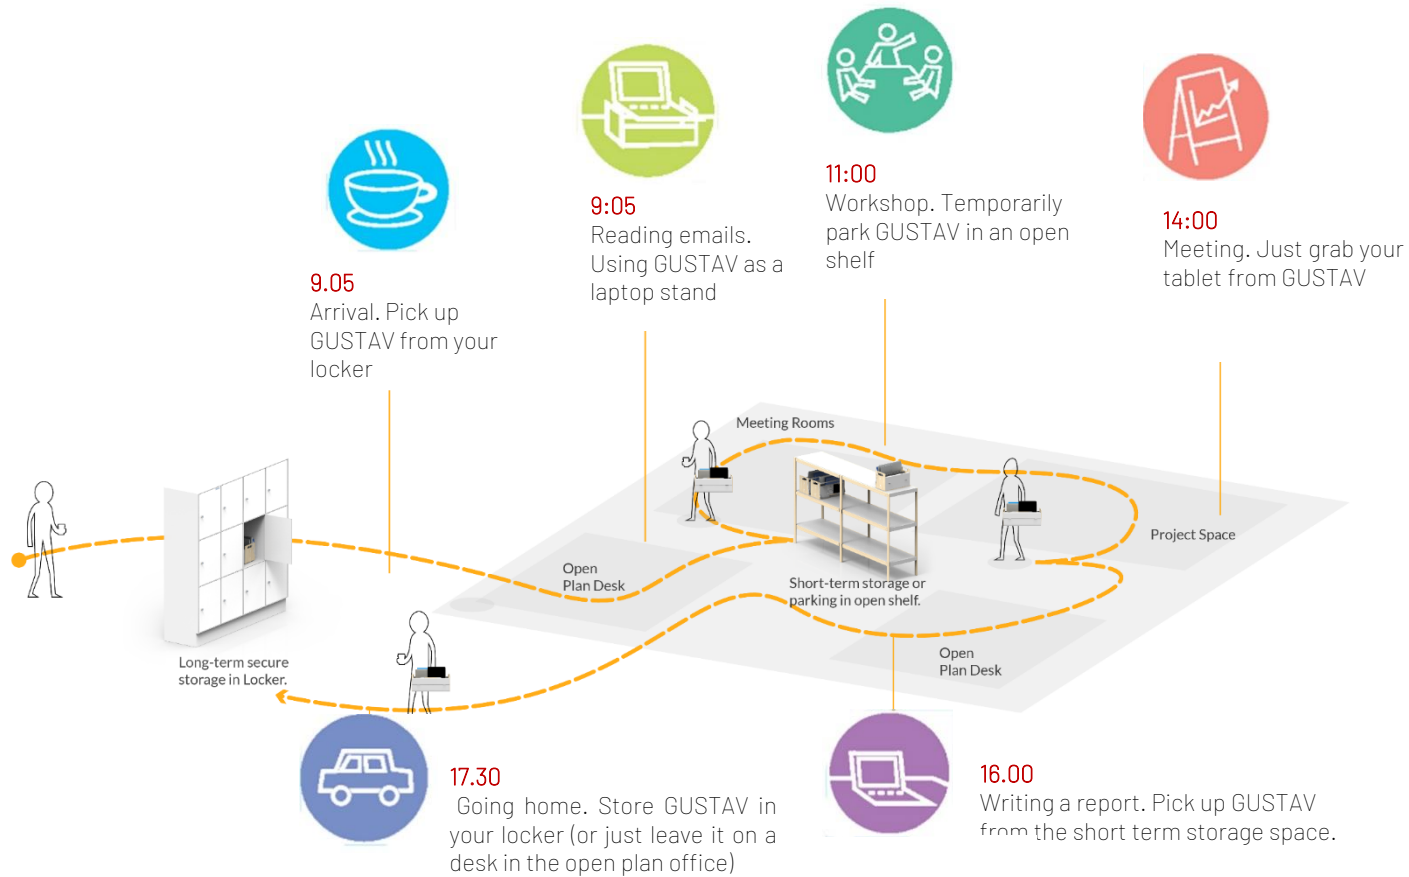 9.05
Arrival. Pick up
GUSTAV from your
locker
9:05
Reading emails.
Using GUSTAV as a
laptop stand
11:00
Workshop. Temporarily
park GUSTAV in an open
shelf
14:00
Meeting. Just grab your
tablet from GUSTAV
Meeting Rooms
Project Space
Open
Plan Desk
Short-term storage or
parking in open shelf.
Long-term secure
storage in Locker.
Open
Plan Desk
17.30
Going home. Store GUSTAV in
your locker (or just leave it on a
desk in the open plan office)
16.00
Writing a report. Pick up GUSTAV
from the short term storage space.